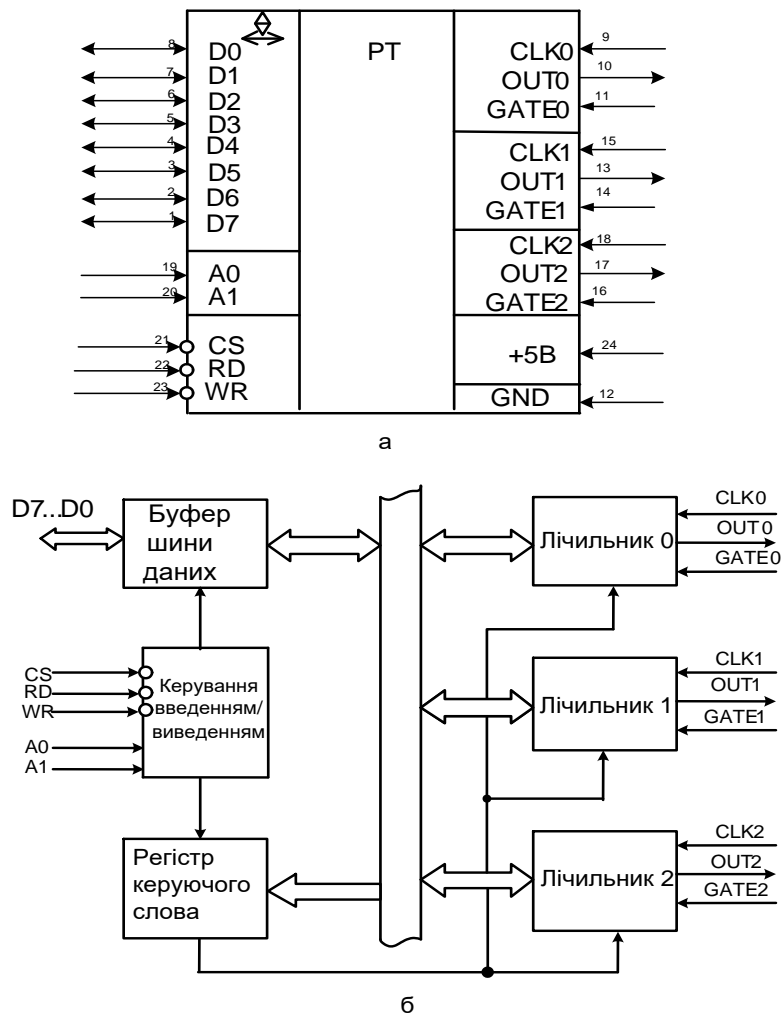 8 D0
7 D1
6 D2
5 D3
4 D4
3 D5
2 D6
1 D7
19 A0
20 A1
21 CS
22 RD
23 WR
PT
CLK0 9
OUT0 10
GATE0 11
CLK1 15
OUT1 13
GATE1 14
CLK2 18
OUT2 17
GATE2 16
+5В 24
GND 12
а
D7...D0
Буфер
шини
даних
CS
RD
WR
A0
A1
Керування
введенням/
виведенням
Регістр
керуючого
слова
Лічильник 0
CLK0
OUT0
GATE0
Лічильник 1
CLK1
OUT1
GATE1
Лічильник 2
CLK2
OUT2
GATE2
б